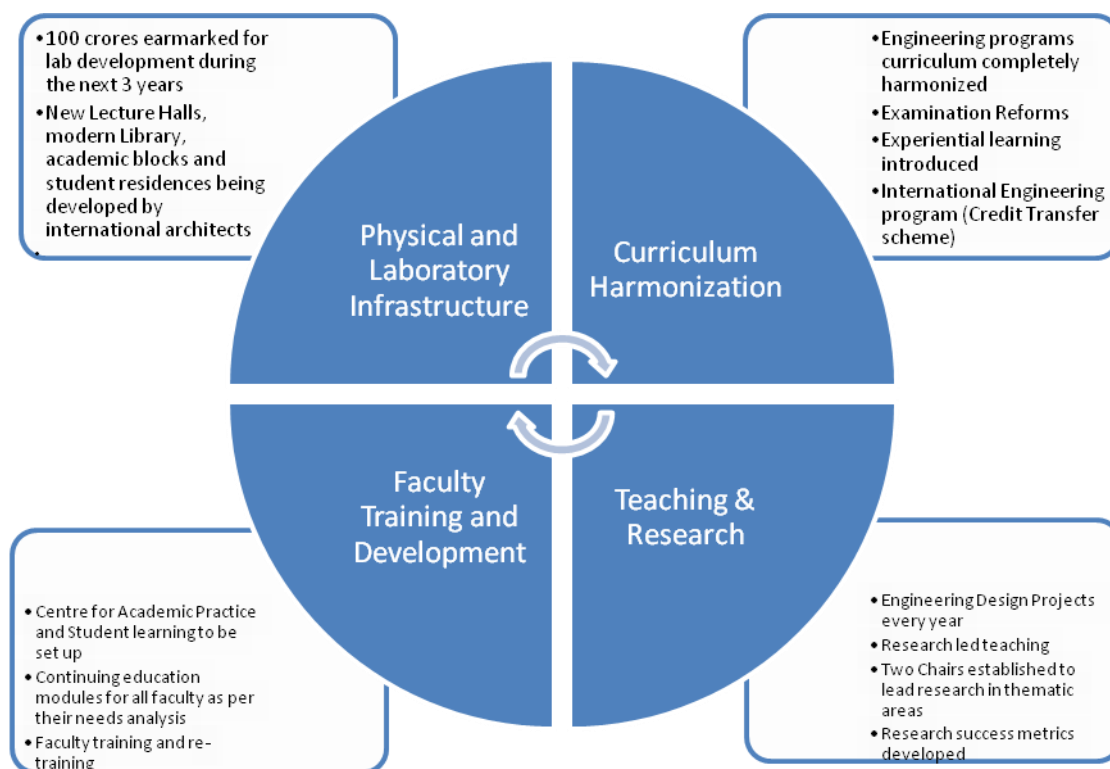 •100 crores earmarked for
lab development during
the next 3 years
•New Lecture Halls,
modern Library,
academic blocks and
student residences being
developed by
international architects
•
•Engineering programs
curriculum completely
harmonized
•Examination Reforms
•Experiential learning
introduced
•International Engineering
program (Credit Transfer
scheme)
Physical and
Laboratory
Infrastructure
Curriculum
Harmonization
Faculty
Training and
Development
Teaching &
Research
•Centre for Academic Practice
and Student learning to be
set up
•Continuing education
modules for all faculty as per
their needs analysis
•Faculty training and re-
training
•Engineering Design Projects
every year
•Research led teaching
•Two Chairs established to
lead research in thematic
areas
•Research success metrics
developed